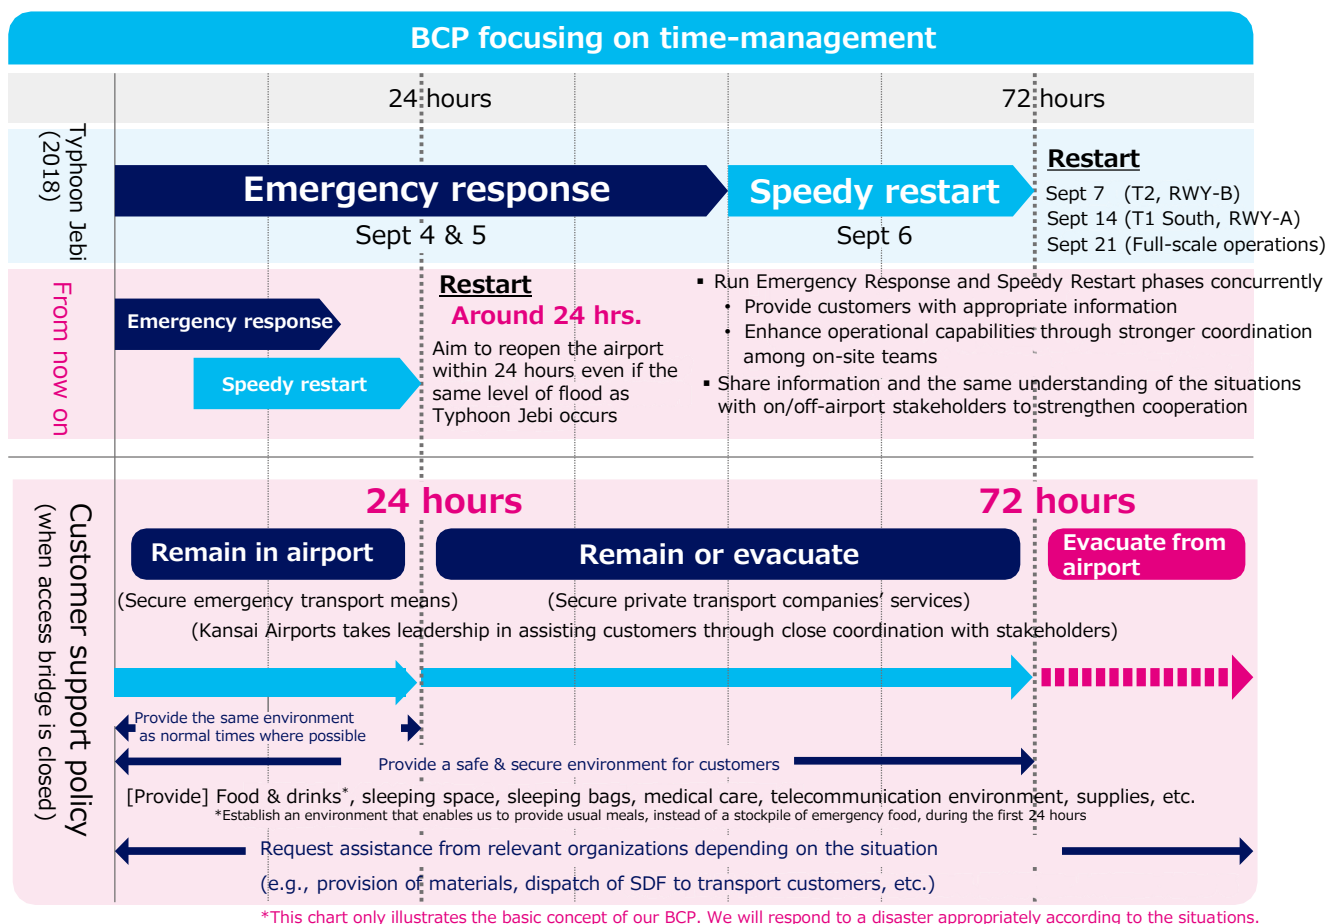 BCP focusing on time-management
24 hours
72 hours
Typhoon Jebi
(2018)
Emergency response
Speedy restart
Sept 4 & 5
Sept 6
Restart
Sept 7 (T2, RWY-B)
Sept 14 (T1 South, RWY-A)
Sept 21 (Full-scale operations)
From now on
Emergency response
Speedy restart
Restart
Around 24 hrs.
Aim to reopen the airport
within 24 hours even if the
same level of flood as
Typhoon Jebi occurs
▪ Run Emergency Response and Speedy Restart phases concurrently
• Provide customers with appropriate information
• Enhance operational capabilities through stronger coordination
among on-site teams
▪ Share information and the same understanding of the situations
with on/off-airport stakeholders to strengthen cooperation
Customer support policy
(when access bridge is closed)
24 hours
72 hours
Remain in airport
Remain or evacuate
Evacuate from
airport
(Secure emergency transport means)
(Secure private transport companies’ services)
(Kansai Airports takes leadership in assisting customers through close coordination with stakeholders)
Provide the same environment
as normal times where possible
Provide a safe & secure environment for customers
[Provide] Food & drinks*, sleeping space, sleeping bags, medical care, telecommunication environment, supplies, etc.
*Establish an environment that enables us to provide usual meals, instead of a stockpile of emergency food, during the first 24 hours
Request assistance from relevant organizations depending on the situation
(e.g., provision of materials, dispatch of SDF to transport customers, etc.)
*This chart only illustrates the basic concept of our BCP. We will respond to a disaster appropriately according to the situations.